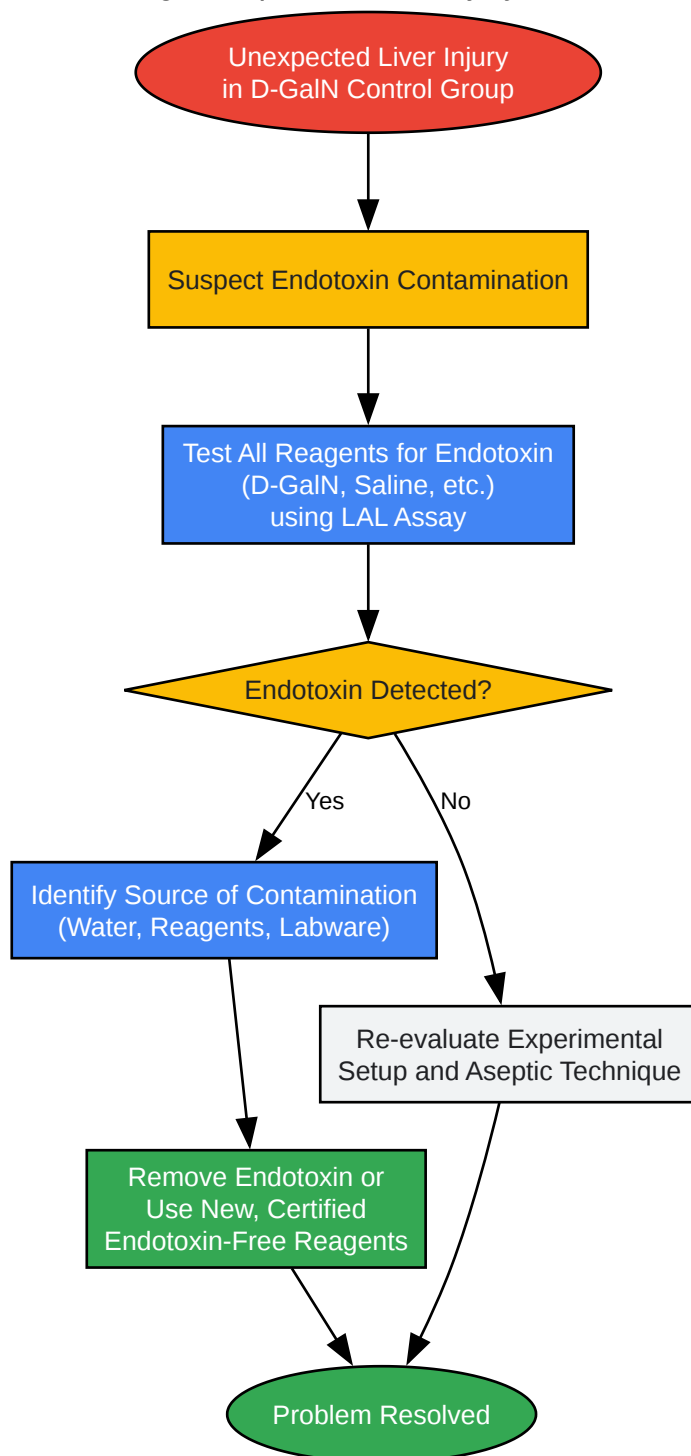 Unexpected Liver Injury
in D-GalN Control Group
Suspect Endotoxin Contamination
Test All Reagents for Endotoxin
(D-GalN, Saline, etc.)
using LAL Assay
Endotoxin Detected?
Yes
No
Identify Source of Contamination
(Water, Reagents, Labware)
Re-evaluate Experimental
Setup and Aseptic Technique
Remove Endotoxin or
Use New, Certified
Endotoxin-Free Reagents
Problem Resolved